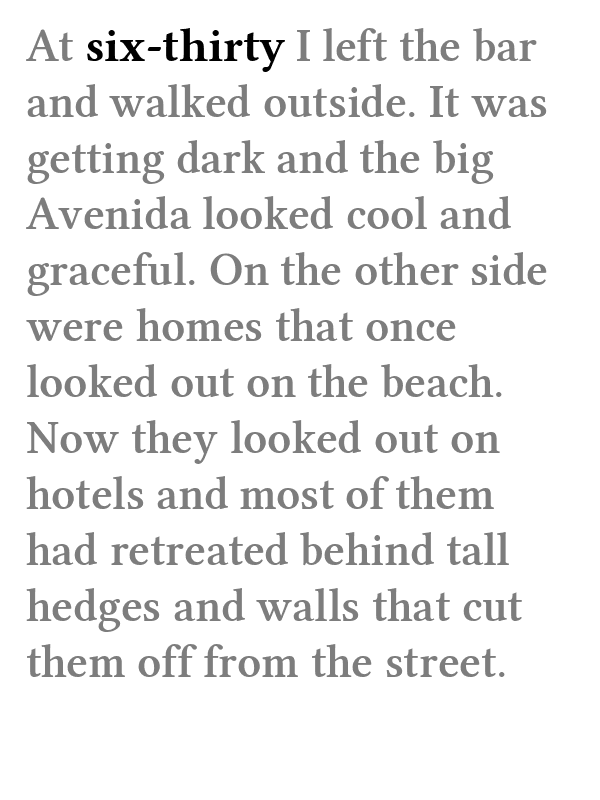 At six-thirty I left the bar
and walked outside. It was
getting dark and the big
Avenida looked cool and
graceful. On the other side
were homes that once
looked out on the beach.
Now they looked out on
hotels and most of them
had retreated behind tall
hedges and walls that cut
them off from the street.